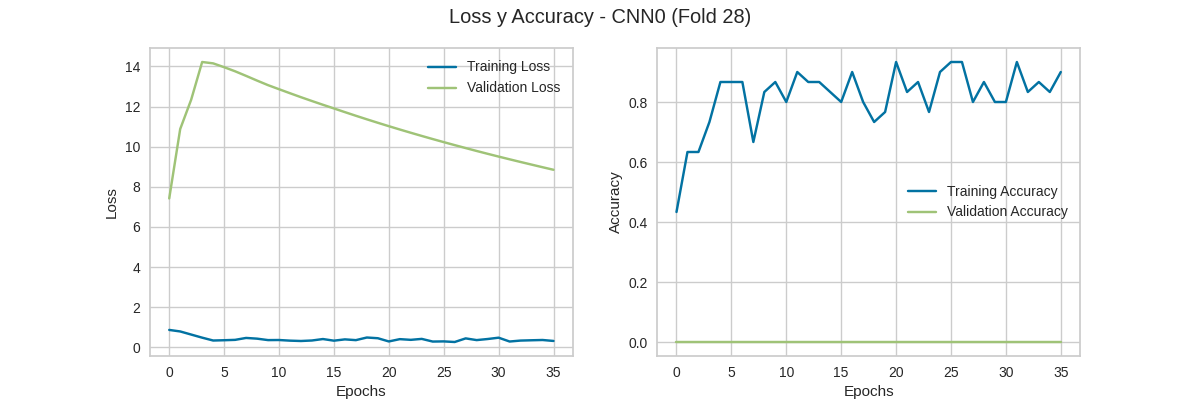 Loss y Accuracy - CNN0 (Fold 28)
14
12
10
8
6
4
2
0
Loss
Training Loss
Validation Loss
0 5 10 15 20 25 30 35
Epochs
0.8
0.6
0.4
0.2
0.0
Accuracy
Training Accuracy
Validation Accuracy
0 5 10 15 20 25 30 35
Epochs